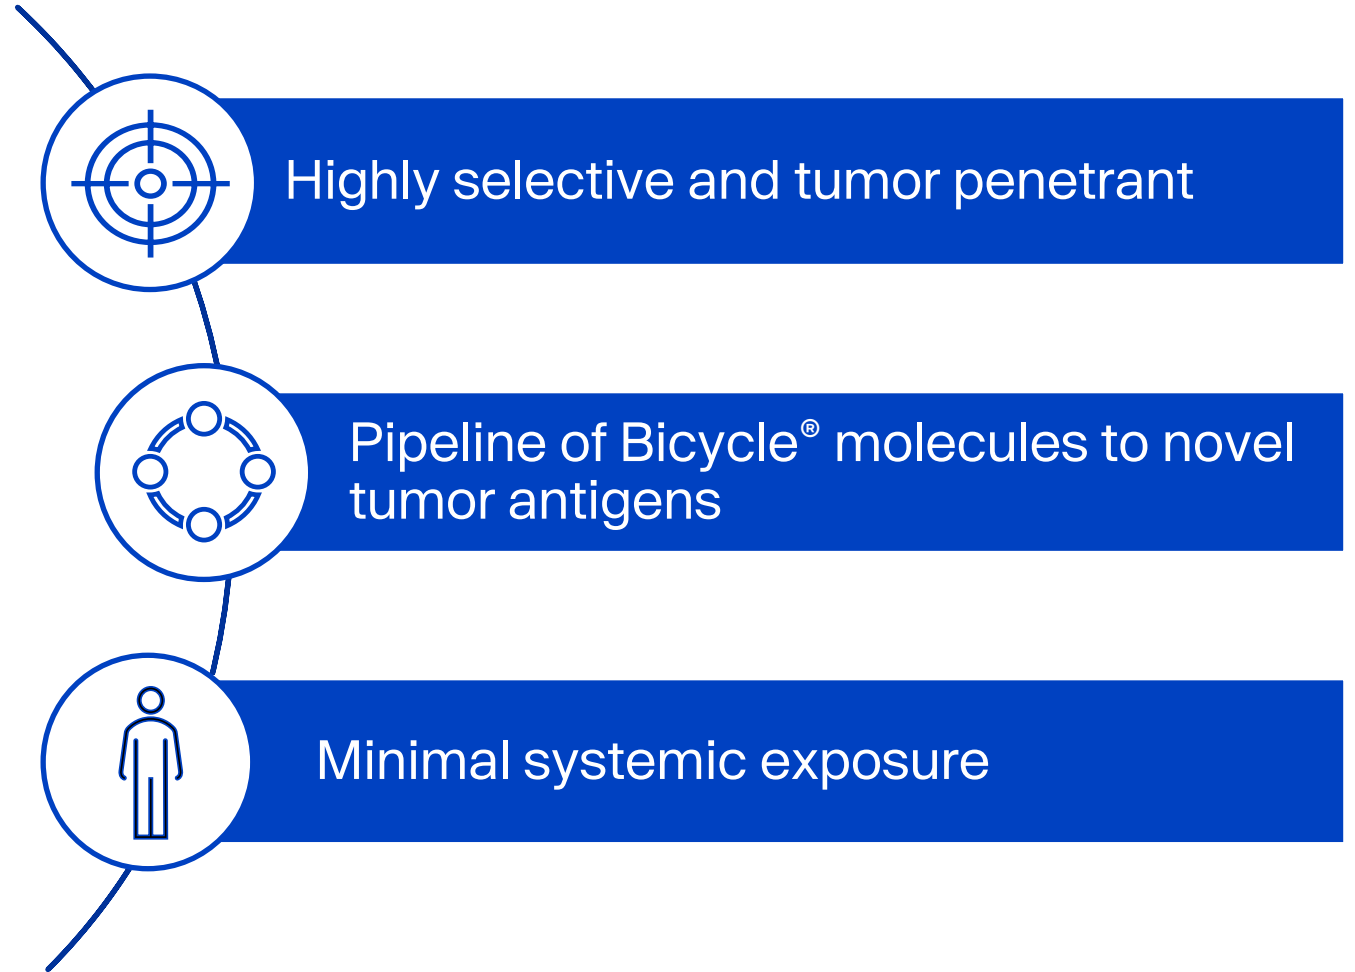 Highly selective and tumor penetrant
Pipeline of Bicycle® molecules to novel
tumor antigens
Minimal systemic exposure